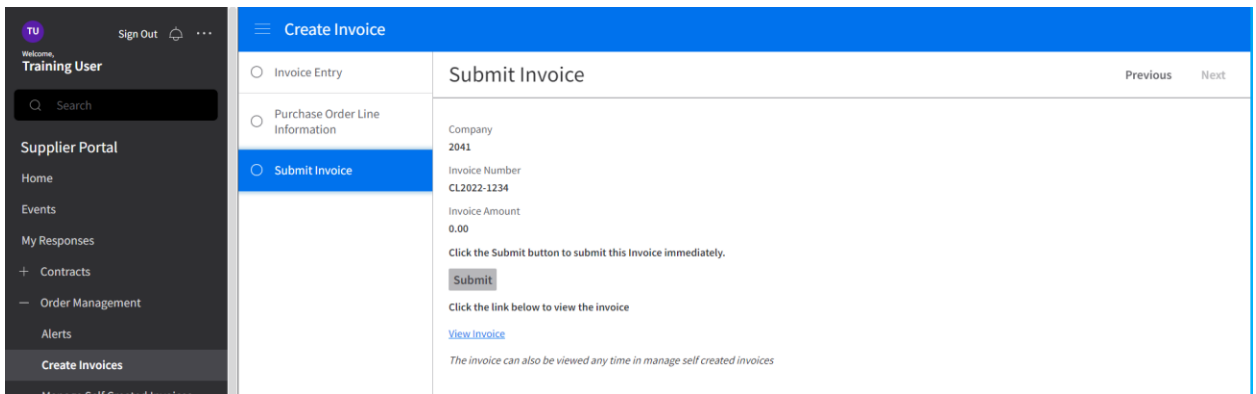 TU
Sign Out
Welcome,
Training User
Search
Supplier Portal
Home
Events
My Responses
Contracts
Order Management
Alerts
Create Invoices
Create Invoice
Invoice Entry
Purchase Order Line
Information
Submit Invoice
Submit Invoice
Previous Next
Company
2041
Invoice Number
CL2022-1234
Invoice Amount
0.00
Click the Submit button to submit this Invoice immediately.
Submit
Click the link below to view the invoice
View Invoice
The invoice can also be viewed any time in manage self created invoices